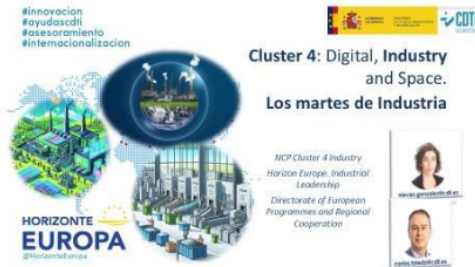 #innovacion
#ayudascdti
#asesoramiento
#internacionalizacion
CDTI
Cluster 4: Digital, Industry
and Space.
Los martes de Industria
NCP Cluster 4 Industry
Horizon Europe. Industrial
Leadership
Directorate of European
Programmes and Regional
Cooperation
HORIZONTE
EUROPA
@HorizonteEuropa